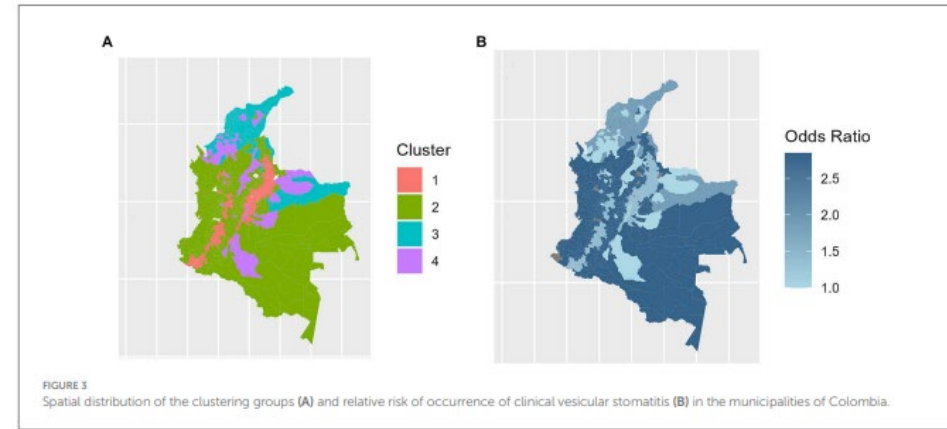 A
B
Cluster
1
2
3
4
Odds Ratio
2.5
2.0
1.5
1.0
FIGURE 3
Spatial distribution of the clustering groups (A) and relative risk of occurrence of clinical vesicular stomatitis (B) in the municipalities of Colombia.